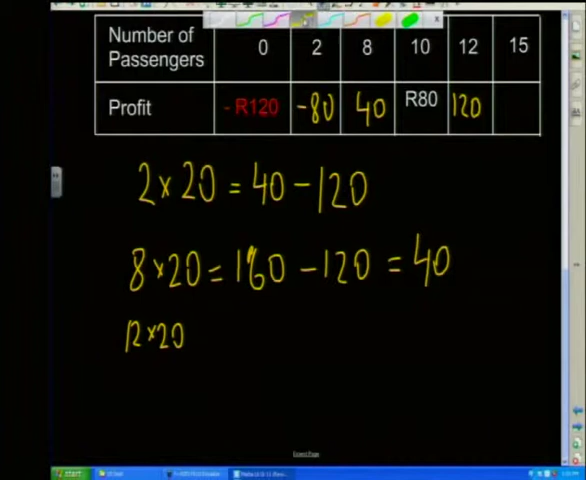 Number of Passengers 0 2 8 10 12 15
Profit - R120 -80 40 R80 120
2 × 20 = 40 - 120
8 × 20 = 160 - 120 = 40
12 × 20
start